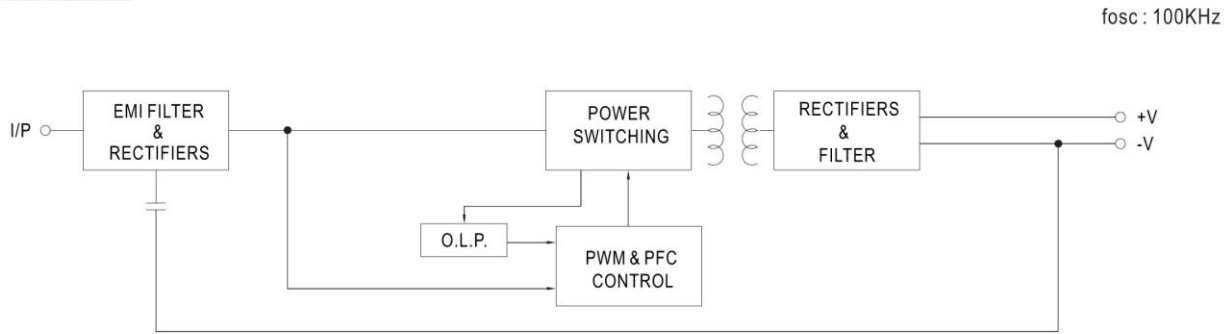 fosc : 100KHz
I/P
EMI FILTER
&
RECTIFIERS
POWER
SWITCHING
RECTIFIERS
&
FILTER
+V
-V
O.L.P.
PWM & PFC
CONTROL